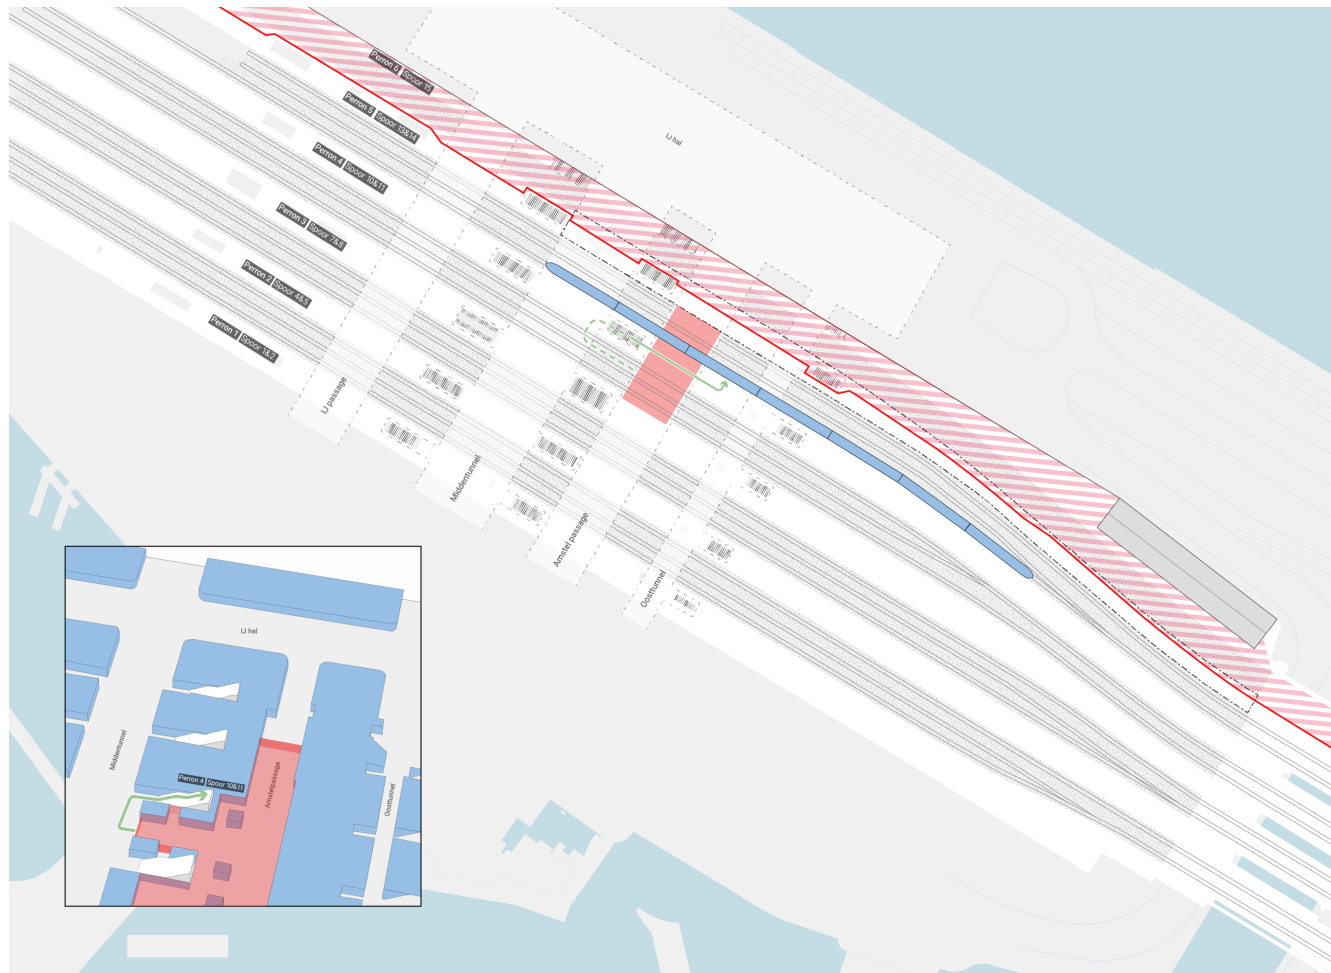 Perron 6 Spoor 15
Perron 5 Spoor 13&14
Perron 4 Spoor 10&11
Perron 3 Spoor 7&8
Perron 2 Spoor 4&5
Perron 1 Spoor 1&2
IJ hal
IJ passage
Middentunnel
Amstel passage
Oosttunnel
IJ hal
Middentunnel
Perron 4 Spoor 10&11
Amstelpassage
Oosttunnel